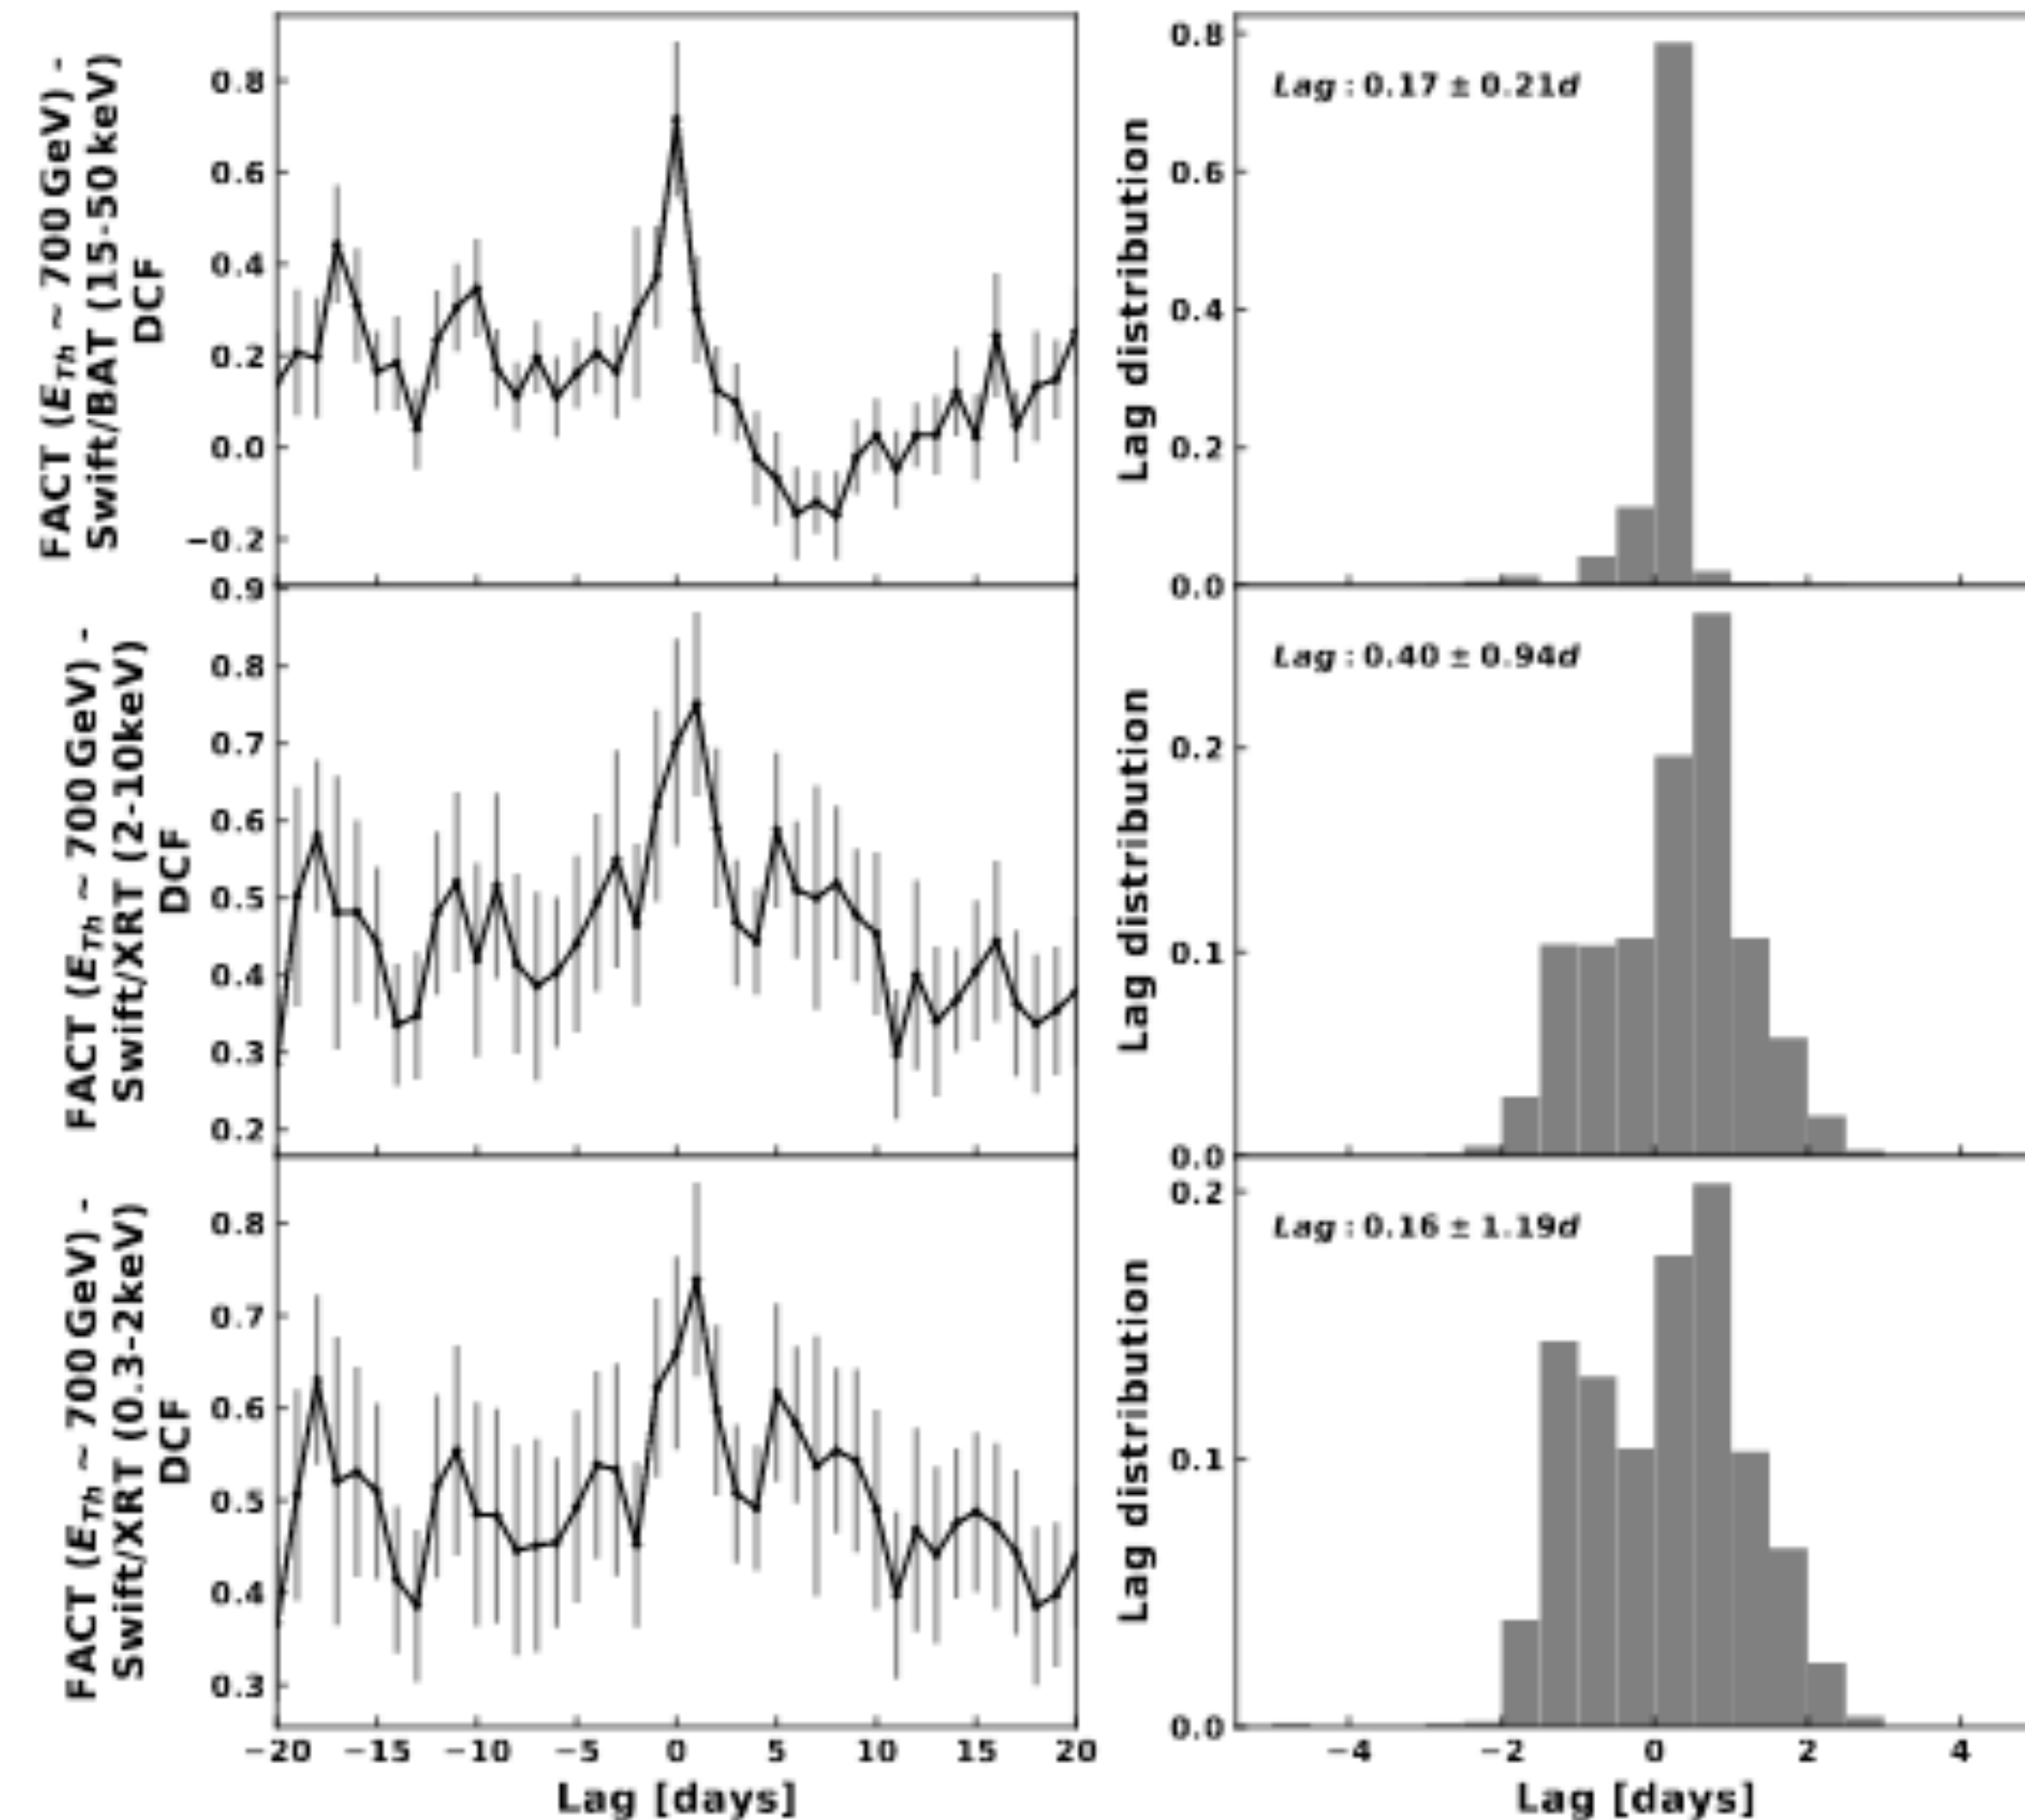 FACT (E_Th ~ 700 GeV) -
Swift/BAT (15-50 keV)
DCF
0.8
0.6
0.4
0.2
0.0
−0.2
Lag distribution
0.8
0.6
0.4
0.2
0.0
Lag : 0.17 ± 0.21d
FACT (E_Th ~ 700 GeV) -
Swift/XRT (2-10keV)
DCF
0.9
0.8
0.7
0.6
0.5
0.4
0.3
0.2
Lag distribution
0.2
0.1
0.0
Lag : 0.40 ± 0.94d
FACT (E_Th ~ 700 GeV) -
Swift/XRT (0.3-2keV)
DCF
0.8
0.7
0.6
0.5
0.4
0.3
−20 −15 −10 −5 0 5 10 15 20
Lag [days]
Lag distribution
0.2
0.1
0.0
Lag : 0.16 ± 1.19d
−4 −2 0 2 4
Lag [days]